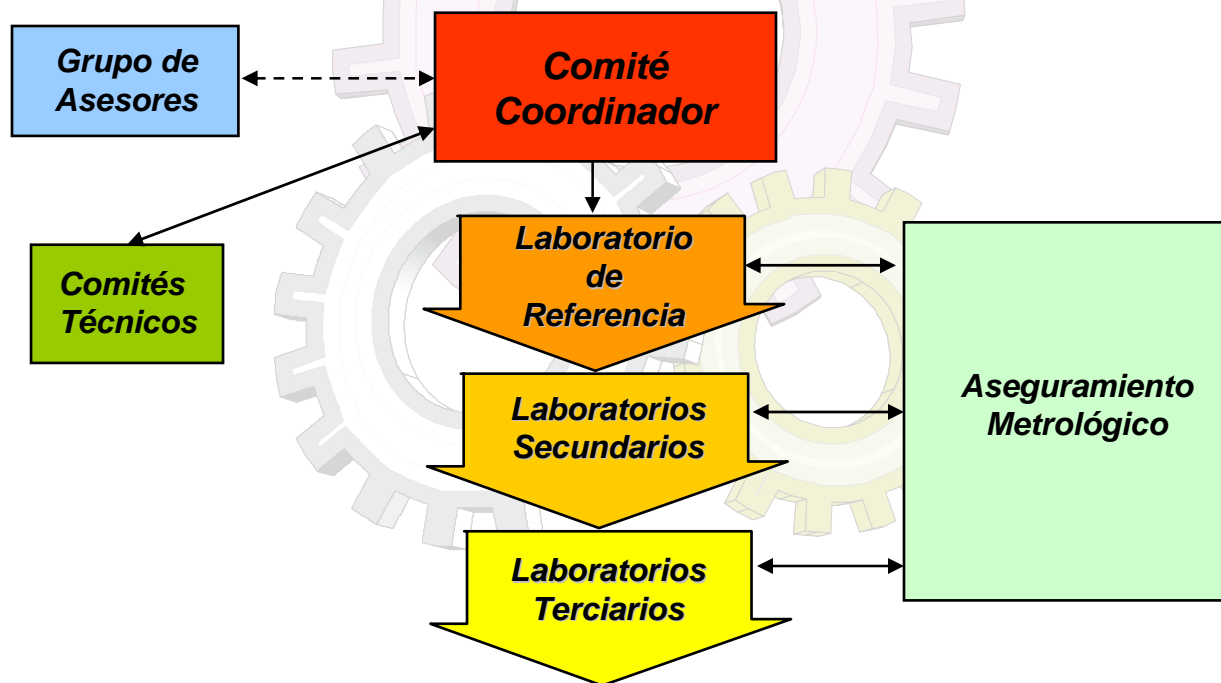 Grupo de
Asesores
Comité
Coordinador
Comités
Técnicos
Laboratorio
de
Referencia
Laboratorios
Secundarios
Laboratorios
Terciarios
Aseguramiento
Metrológico